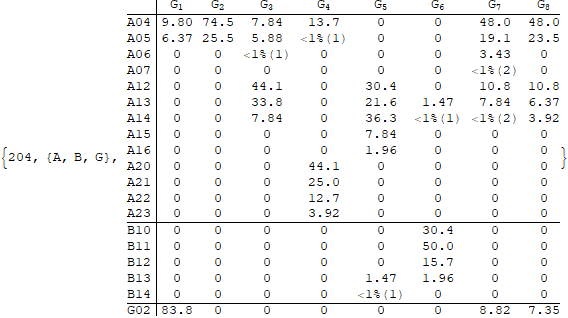 G₁ G₂ G₃ G₄ G₅ G₆ G₇ G₈
A04 9.80 74.5 7.84 13.7 0 0 48.0 48.0
A05 6.37 25.5 5.88 <1%(1) 0 0 19.1 23.5
A06 0 0 <1%(1) 0 0 0 3.43 0
A07 0 0 0 0 0 0 <1%(2) 0
A12 0 0 44.1 0 30.4 0 10.8 10.8
A13 0 0 33.8 0 21.6 1.47 7.84 6.37
A14 0 0 7.84 0 36.3 <1%(1) <1%(2) 3.92
A15 0 0 0 0 7.84 0 0 0
{204, {A, B, G}, A16 0 0 0 0 1.96 0 0 0 }
A20 0 0 0 44.1 0 0 0 0
A21 0 0 0 25.0 0 0 0 0
A22 0 0 0 12.7 0 0 0 0
A23 0 0 0 3.92 0 0 0 0
B10 0 0 0 0 0 30.4 0 0
B11 0 0 0 0 0 50.0 0 0
B12 0 0 0 0 0 15.7 0 0
B13 0 0 0 0 1.47 1.96 0 0
B14 0 0 0 0 <1%(1) 0 0 0
G02 83.8 0 0 0 0 0 8.82 7.35